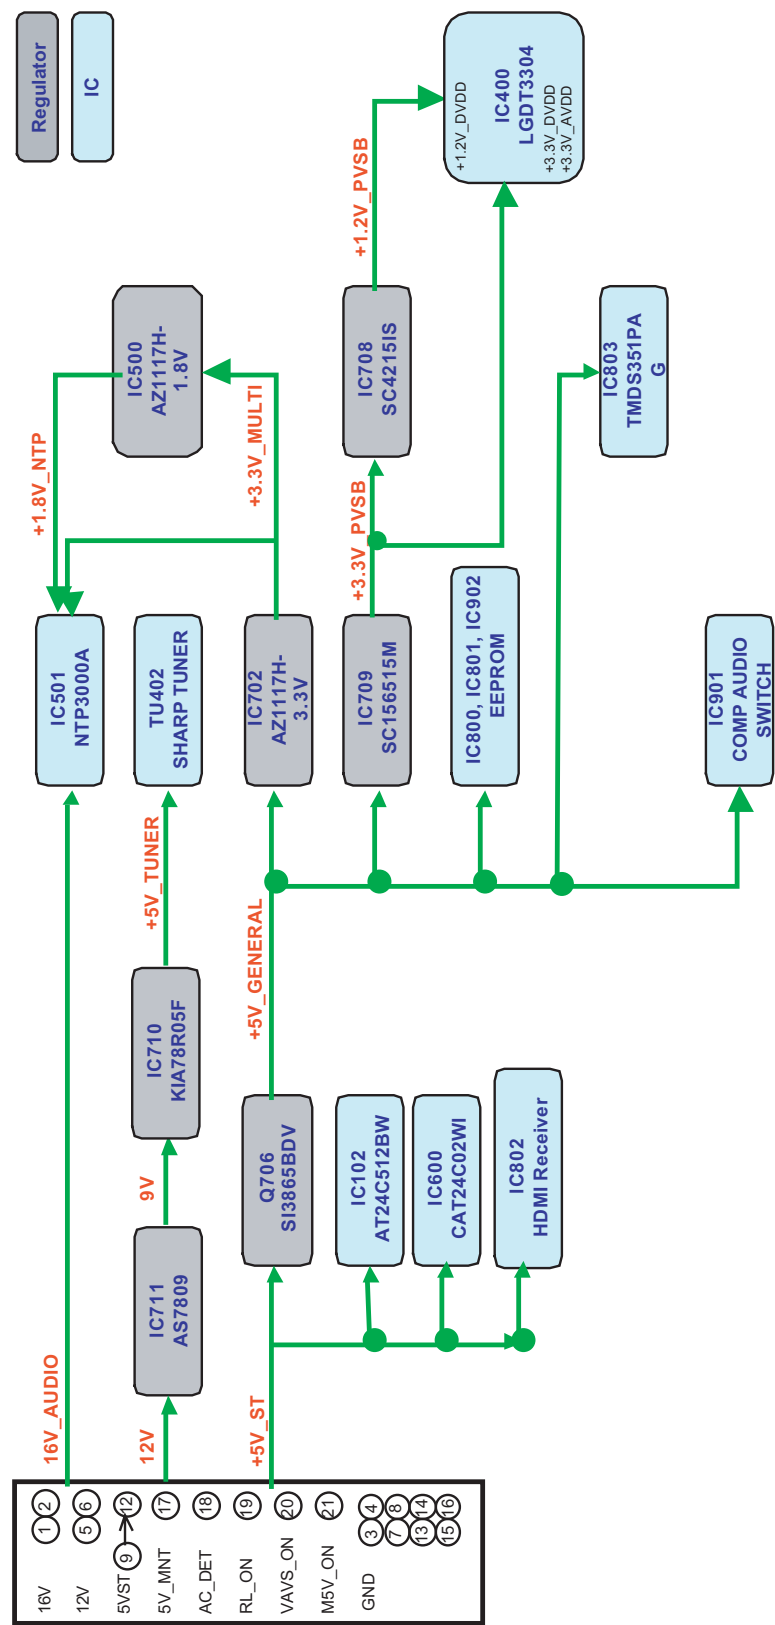 16V
1
2
12V
5
6
5VST
9
12
5V_MNT
17
AC_DET
18
RL_ON
19
VAVS_ON
20
M5V_ON
21
GND
3
4
7
8
13
14
15
16
16V_AUDIO
12V
+5V_ST
IC711
AS7809
9V
IC710
KIA78R05F
+5V_TUNER
Q706
SI3865BDV
IC102
AT24C512BW
IC600
CAT24C02WI
IC802
HDMI Receiver
+5V_GENERAL
IC501
NTP3000A
TU402
SHARP TUNER
IC702
AZ1117H-
3.3V
IC709
SC156515M
IC800, IC801, IC902
EEPROM
IC901
COMP AUDIO
SWITCH
+1.8V_NTP
+3.3V_MULTI
+3.3V_PVSB
IC500
AZ1117H-
1.8V
IC708
SC4215IS
IC803
TMDS351PA
G
+1.2V_PVSB
IC400
LGDT3304
+1.2V_DVDD
+3.3V_DVDD
+3.3V_AVDD
Regulator
IC